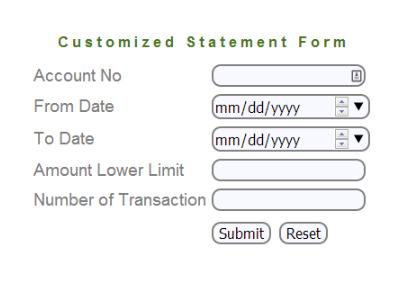 Customized Statement Form
Account No
From Date mm/dd/yyyy
To Date mm/dd/yyyy
Amount Lower Limit
Number of Transaction
Submit Reset